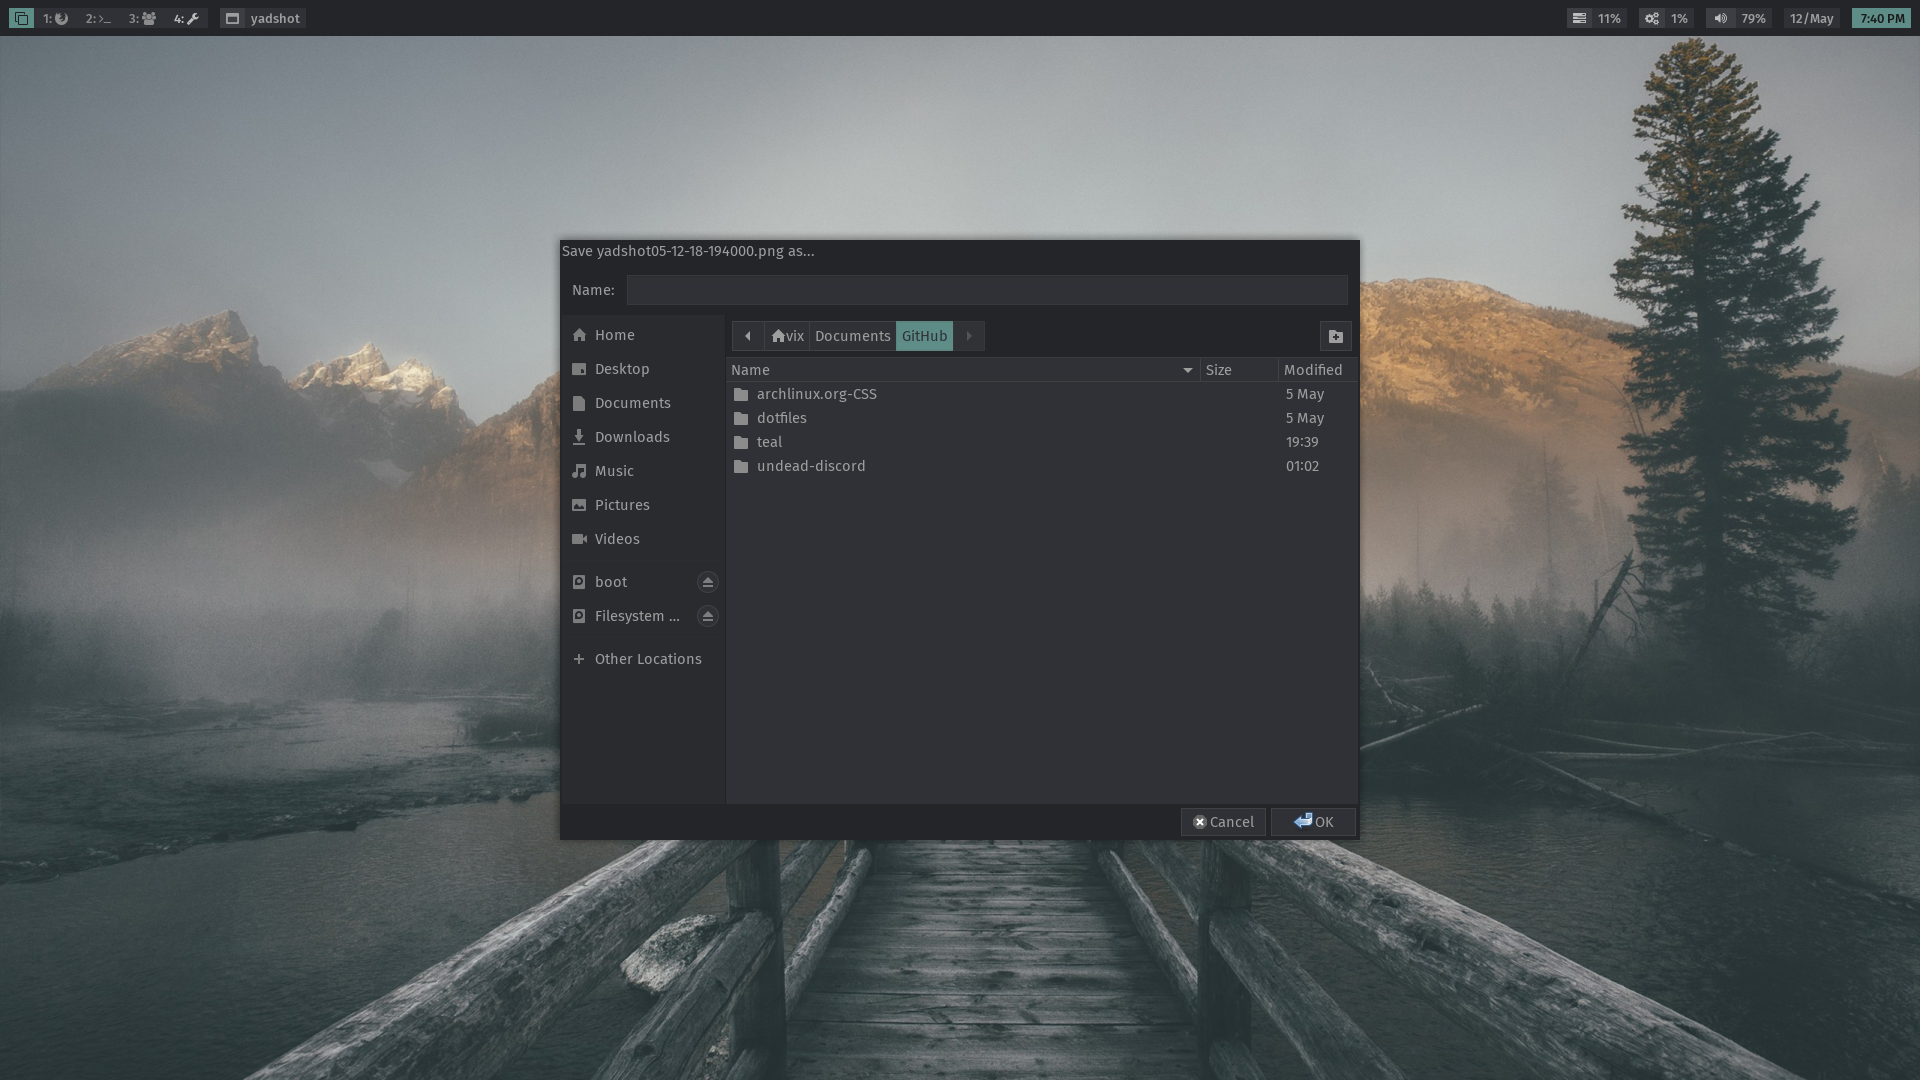 1: 2: 3: 4: yadshot 11% 1% 79% 12/May 7:40 PM
Save yadshot05-12-18-194000.png as...
Name:
Home
Desktop
Documents
Downloads
Music
Pictures
Videos
boot
Filesystem ...
Other Locations
vix Documents GitHub
Name Size Modified
archlinux.org-CSS 5 May
dotfiles 5 May
teal 19:39
undead-discord 01:02
Cancel OK